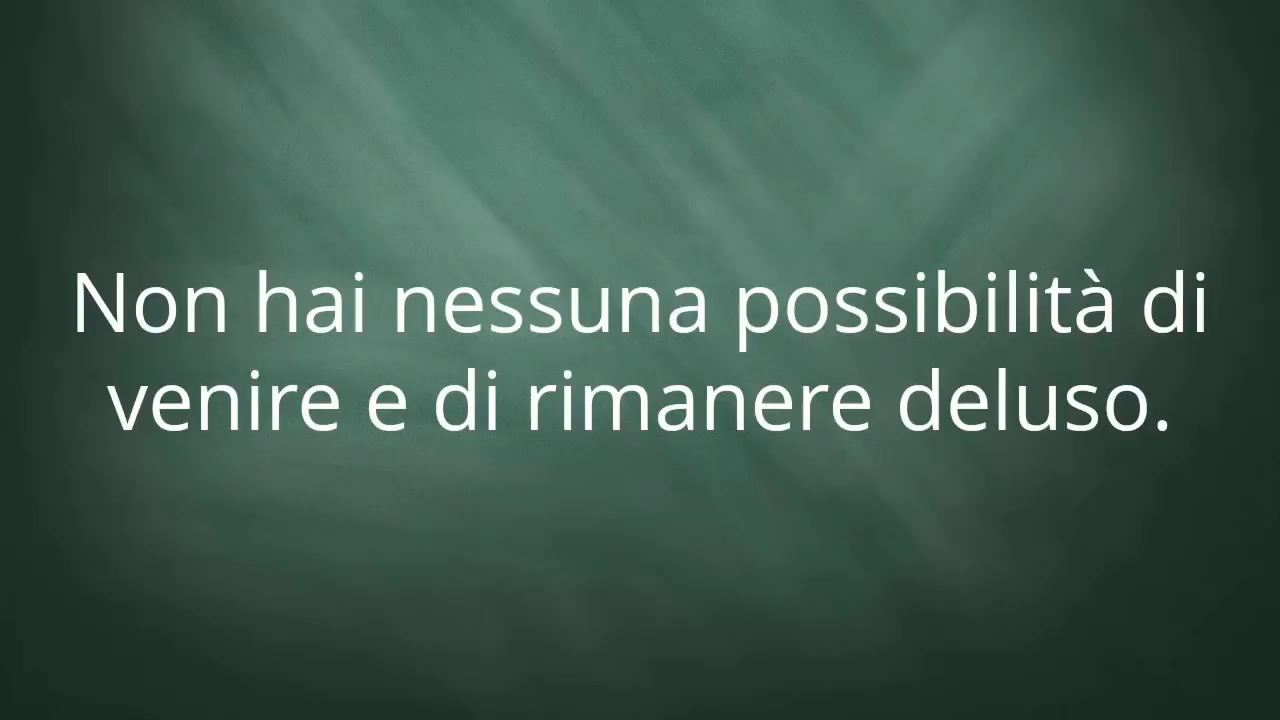 Non hai nessuna possibilità di
venire e di rimanere deluso.